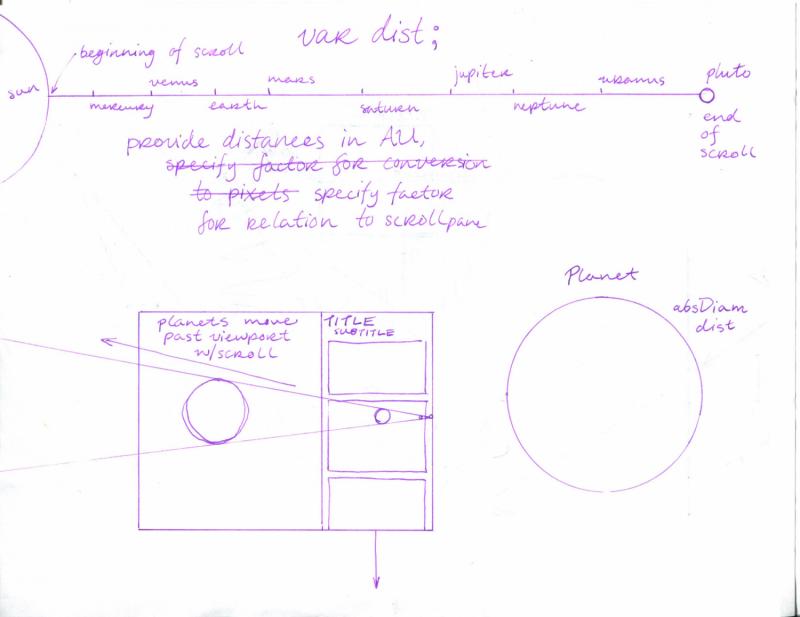 var dist;
beginning of scroll
sun
mercury
venus
earth
mars
saturn
jupiter
neptune
uranus
pluto
end
of
scroll
provide distances in AU,
specify factor for conversion
to pixels specify factor
for relation to scrollpane
planets move
past viewport
w/scroll
TITLE
SUBTITLE
Planet
absDiam
dist